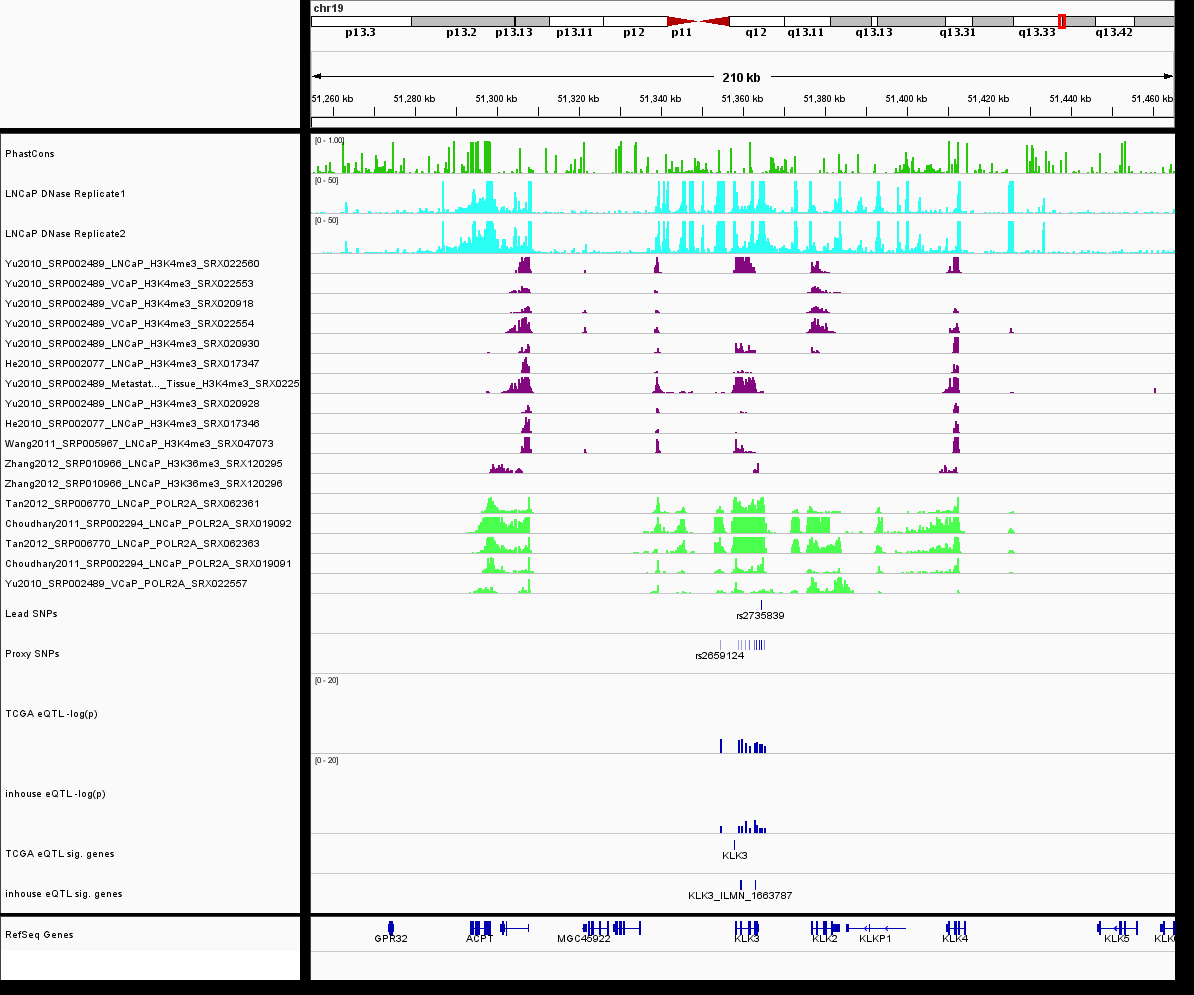 chr19
p13.3 p13.2 p13.13 p13.11 p12 p11 q12 q13.11 q13.13 q13.31 q13.33 q13.42
210 kb
51,260 kb 51,280 kb 51,300 kb 51,320 kb 51,340 kb 51,360 kb 51,380 kb 51,400 kb 51,420 kb 51,440 kb 51,460 kb
[0 - 1.00]
PhastCons
[0 - 50]
LNCaP DNase Replicate1
[0 - 50]
LNCaP DNase Replicate2
Yu2010_SRP002489_LNCaP_H3K4me3_SRX022560
Yu2010_SRP002489_VCaP_H3K4me3_SRX022553
Yu2010_SRP002489_VCaP_H3K4me3_SRX020918
Yu2010_SRP002489_VCaP_H3K4me3_SRX022554
Yu2010_SRP002489_LNCaP_H3K4me3_SRX020930
He2010_SRP002077_LNCaP_H3K4me3_SRX017347
Yu2010_SRP002489_Metastat..._Tissue_H3K4me3_SRX0225
Yu2010_SRP002489_LNCaP_H3K4me3_SRX020928
He2010_SRP002077_LNCaP_H3K4me3_SRX017346
Wang2011_SRP005967_LNCaP_H3K4me3_SRX047073
Zhang2012_SRP010966_LNCaP_H3K36me3_SRX120295
Zhang2012_SRP010966_LNCaP_H3K36me3_SRX120296
Tan2012_SRP006770_LNCaP_POLR2A_SRX062361
Choudhary2011_SRP002294_LNCaP_POLR2A_SRX019092
Tan2012_SRP006770_LNCaP_POLR2A_SRX062363
Choudhary2011_SRP002294_LNCaP_POLR2A_SRX019091
Yu2010_SRP002489_VCaP_POLR2A_SRX022557
Lead SNPs
rs2735839
Proxy SNPs
rs2659124
[0 - 20]
TCGA eQTL -log(p)
[0 - 20]
inhouse eQTL -log(p)
TCGA eQTL sig. genes
KLK3
inhouse eQTL sig. genes
KLK3_ILMN_1663787
RefSeq Genes
GPR32 ACPT MGC45922 KLK3 KLK2 KLKP1 KLK4 KLK5 KLK